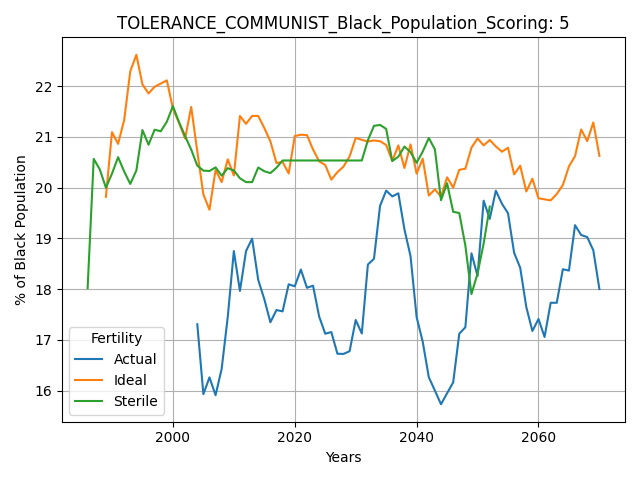 TOLERANCE_COMMUNIST_Black_Population_Scoring: 5
% of Black Population
22
21
20
19
18
17
16
Fertility
Actual
Ideal
Sterile
2000 2020 2040 2060
Years